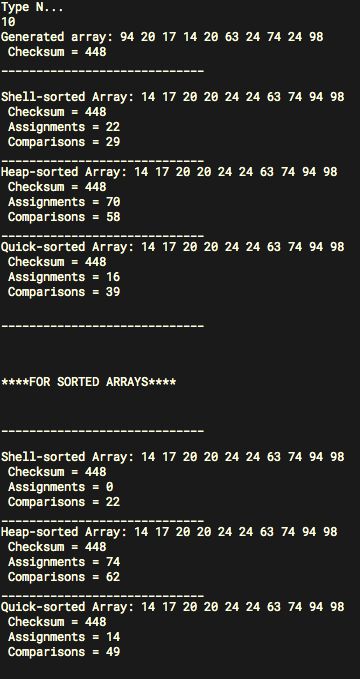 Type N...
10
Generated array: 94 20 17 14 20 63 24 74 24 98
Checksum = 448
_____________________________
Shell-sorted Array: 14 17 20 20 24 24 63 74 94 98
Checksum = 448
Assignments = 22
Comparisons = 29
_____________________________
Heap-sorted Array: 14 17 20 20 24 24 63 74 94 98
Checksum = 448
Assignments = 70
Comparisons = 58
_____________________________
Quick-sorted Array: 14 17 20 20 24 24 63 74 94 98
Checksum = 448
Assignments = 16
Comparisons = 39
_____________________________
****FOR SORTED ARRAYS****
_____________________________
Shell-sorted Array: 14 17 20 20 24 24 63 74 94 98
Checksum = 448
Assignments = 0
Comparisons = 22
_____________________________
Heap-sorted Array: 14 17 20 20 24 24 63 74 94 98
Checksum = 448
Assignments = 74
Comparisons = 62
_____________________________
Quick-sorted Array: 14 17 20 20 24 24 63 74 94 98
Checksum = 448
Assignments = 14
Comparisons = 49